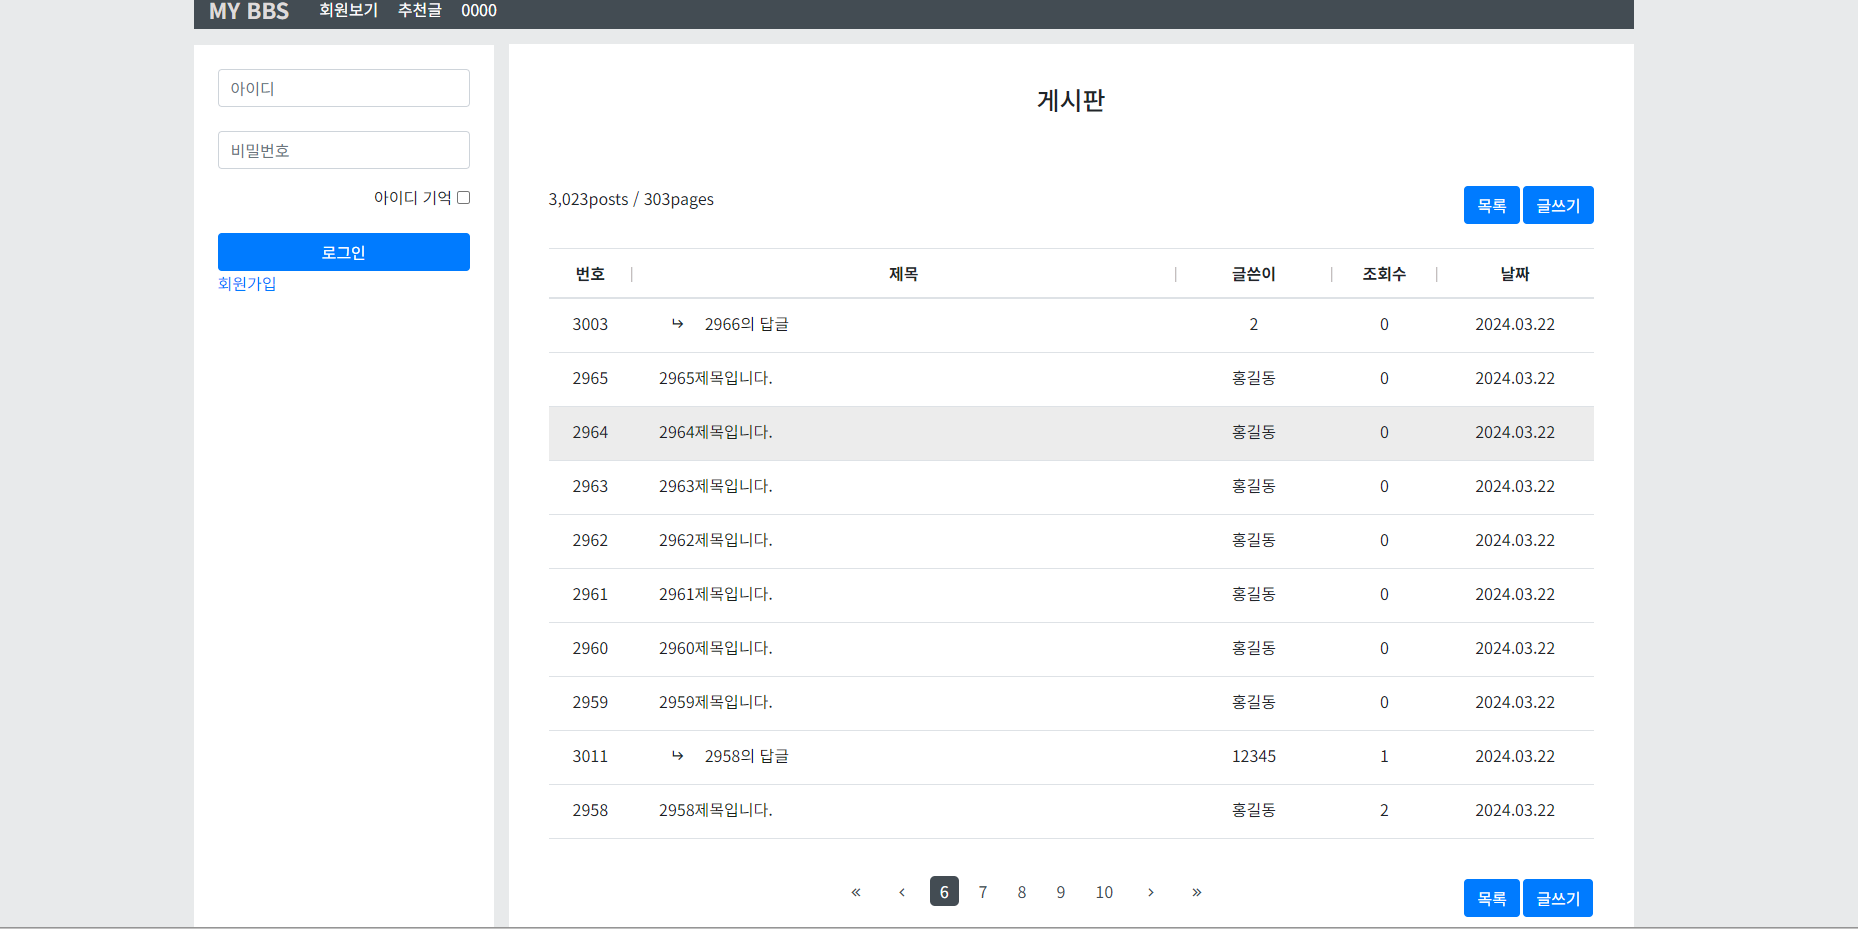 MY BBS 회원보기 추천글 0000
아이디
비밀번호
아이디 기억
로그인
회원가입
게시판
3,023posts / 303pages
목록 글쓰기
번호 | 제목 | 글쓴이 | 조회수 | 날짜
3003 ↳ 2966의 답글 2 0 2024.03.22
2965 2965제목입니다. 홍길동 0 2024.03.22
2964 2964제목입니다. 홍길동 0 2024.03.22
2963 2963제목입니다. 홍길동 0 2024.03.22
2962 2962제목입니다. 홍길동 0 2024.03.22
2961 2961제목입니다. 홍길동 0 2024.03.22
2960 2960제목입니다. 홍길동 0 2024.03.22
2959 2959제목입니다. 홍길동 0 2024.03.22
3011 ↳ 2958의 답글 12345 1 2024.03.22
2958 2958제목입니다. 홍길동 2 2024.03.22
« ‹ 6 7 8 9 10 › »
목록 글쓰기